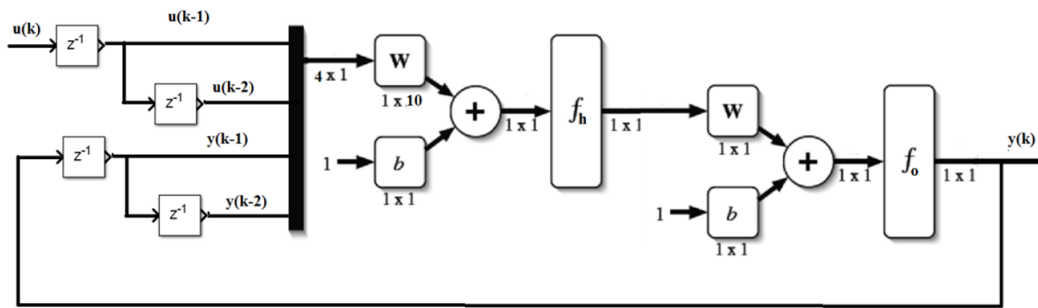 u(k)
z-1
u(k-1)
z-1
u(k-2)
z-1
y(k-1)
z-1
y(k-2)
4 x 1
W
1 x 10
1
b
1 x 1
+
1 x 1
fh
1 x 1
W
1 x 1
1
b
1 x 1
+
1 x 1
fo
1 x 1
y(k)